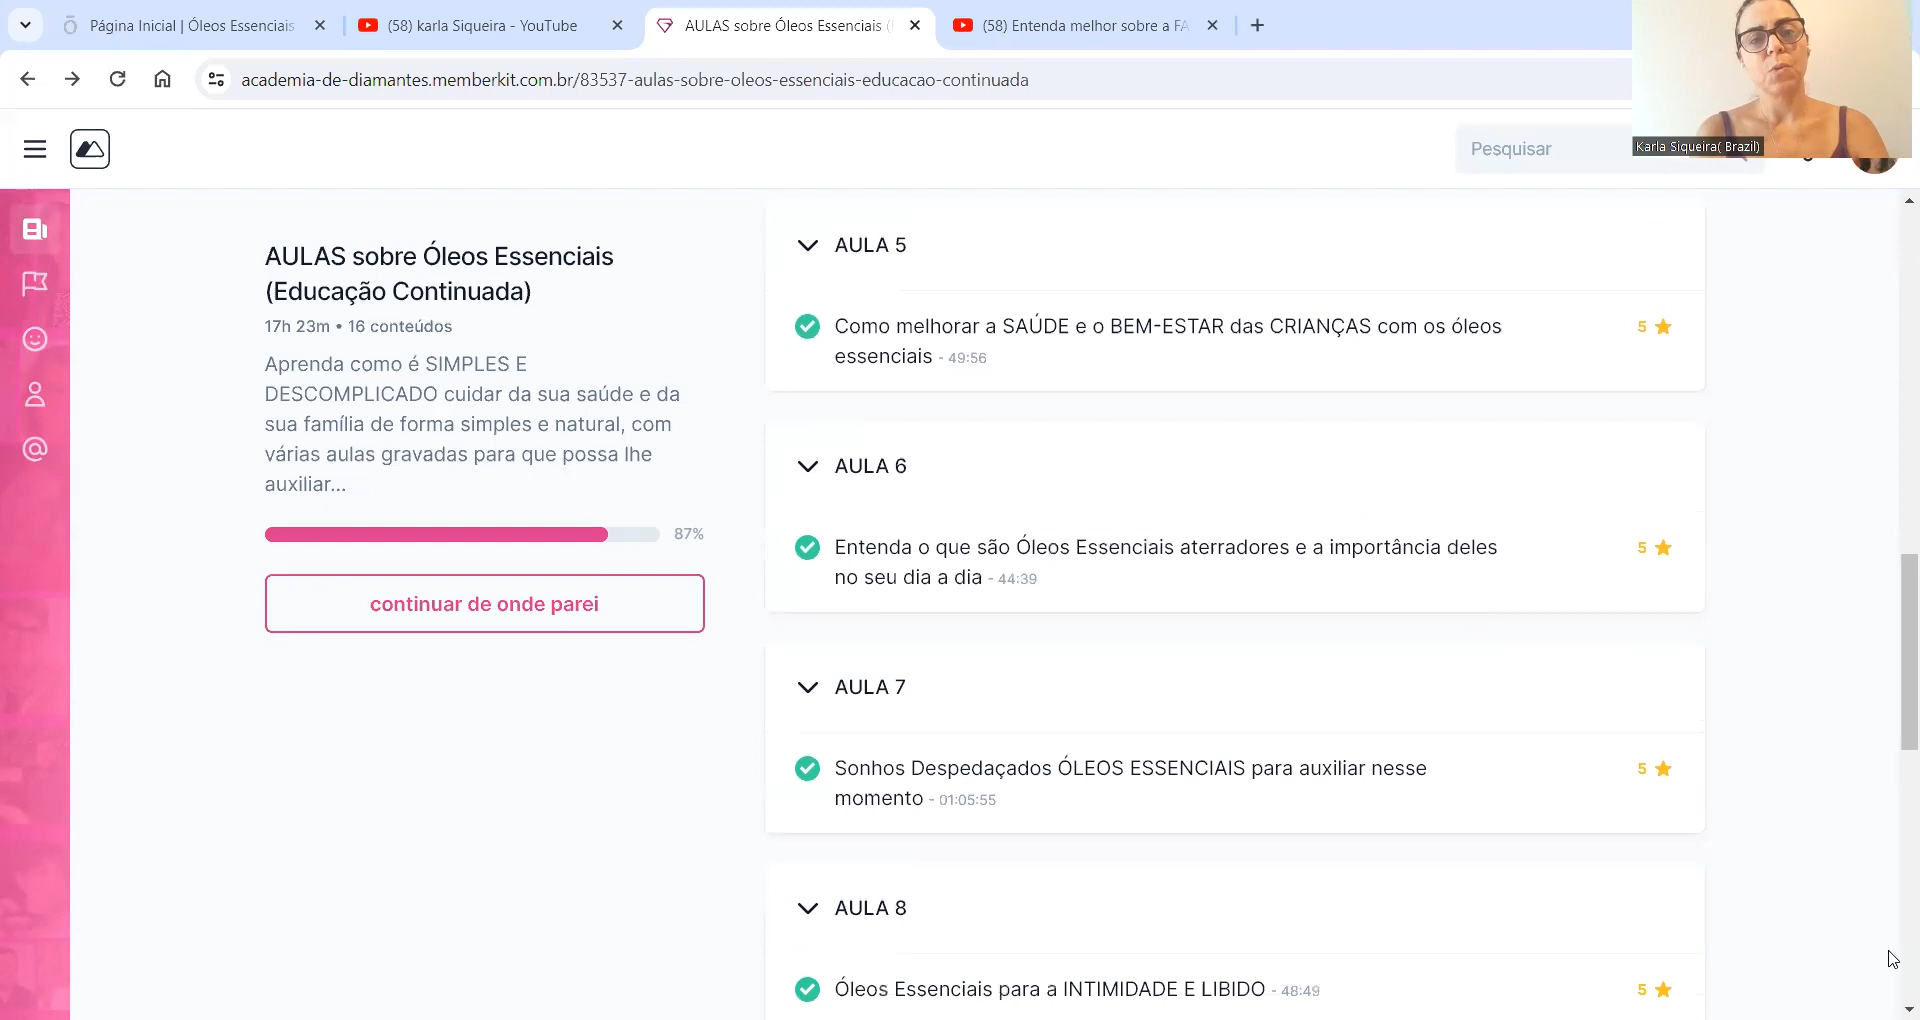 Página Inicial | Óleos Essenciais
(58) karla Siqueira - YouTube
AULAS sobre Óleos Essenciais (
(58) Entenda melhor sobre a FA
academia-de-diamantes.memberkit.com.br/83537-aulas-sobre-oleos-essenciais-educacao-continuada
Pesquisar
Karla Siqueira( Brazil)
AULAS sobre Óleos Essenciais
(Educação Continuada)
17h 23m • 16 conteúdos
Aprenda como é SIMPLES E
DESCOMPLICADO cuidar da sua saúde e da
sua família de forma simples e natural, com
várias aulas gravadas para que possa lhe
auxiliar...
87%
continuar de onde parei
AULA 5
Como melhorar a SAÚDE e o BEM-ESTAR das CRIANÇAS com os óleos
essenciais - 49:56
5
AULA 6
Entenda o que são Óleos Essenciais aterradores e a importância deles
no seu dia a dia - 44:39
5
AULA 7
Sonhos Despedaçados ÓLEOS ESSENCIAIS para auxiliar nesse
momento - 01:05:55
5
AULA 8
Óleos Essenciais para a INTIMIDADE E LIBIDO - 48:49
5